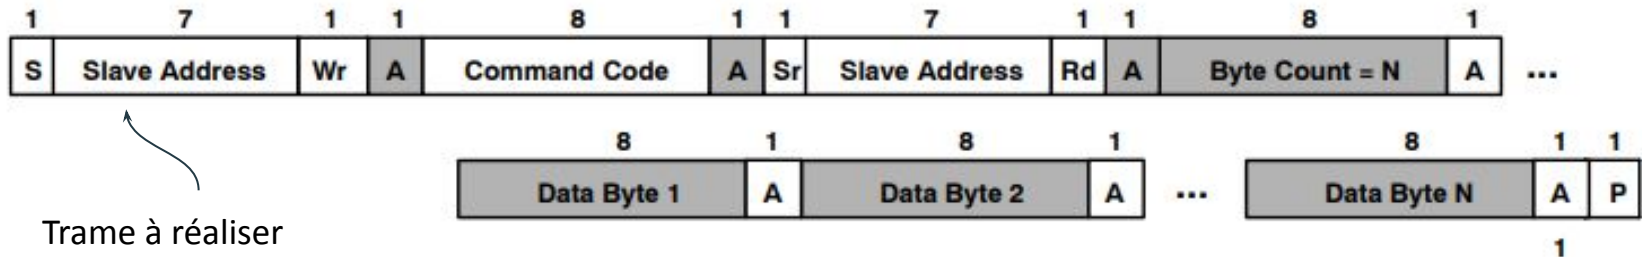 1 7 1 1 8 1 1 7 1 1 8 1
S Slave Address Wr A Command Code A Sr Slave Address Rd A Byte Count = N A ...
8 1 8 1 8 1 1
Data Byte 1 A Data Byte 2 A ... Data Byte N A P
Trame à réaliser
1